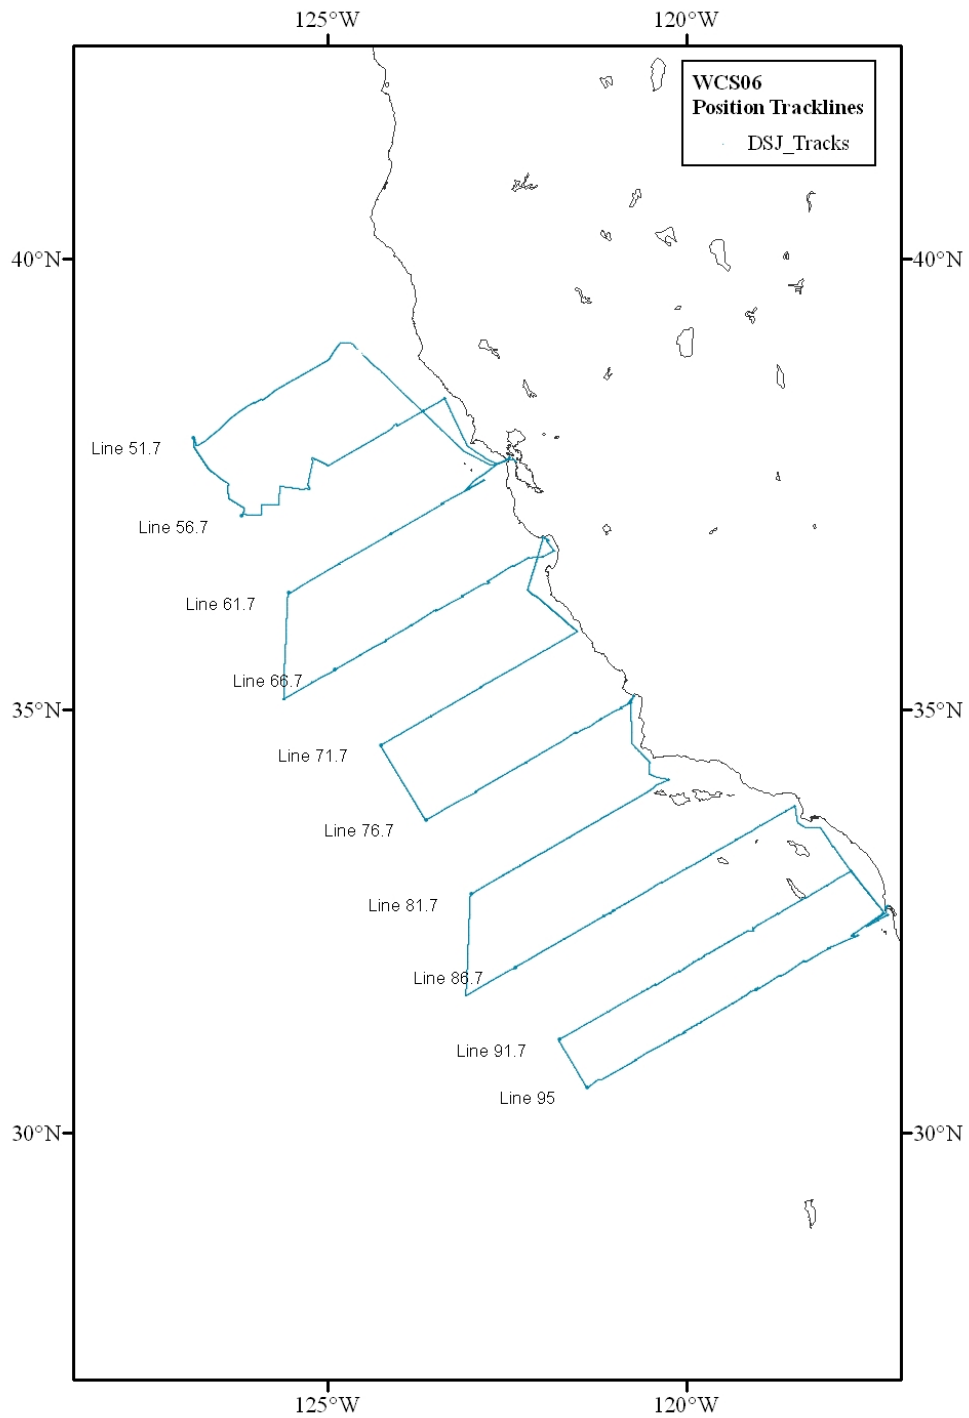 125°W 120°W
WCS06
Position Tracklines
DSJ_Tracks
40°N 40°N
Line 51.7
Line 56.7
Line 61.7
Line 66.7
35°N 35°N
Line 71.7
Line 76.7
Line 81.7
Line 86.7
Line 91.7
Line 95
30°N 30°N
125°W 120°W